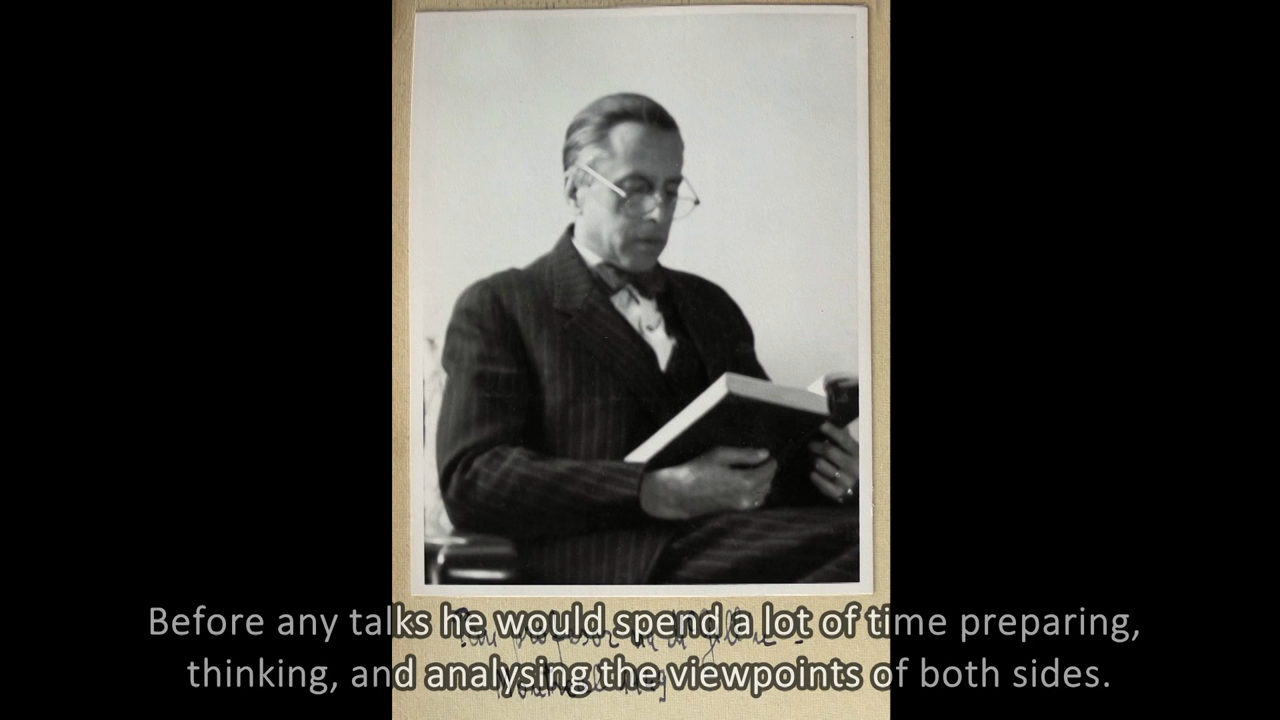 Before any talks he would spend a lot of time preparing,
thinking, and analysing the viewpoints of both sides.